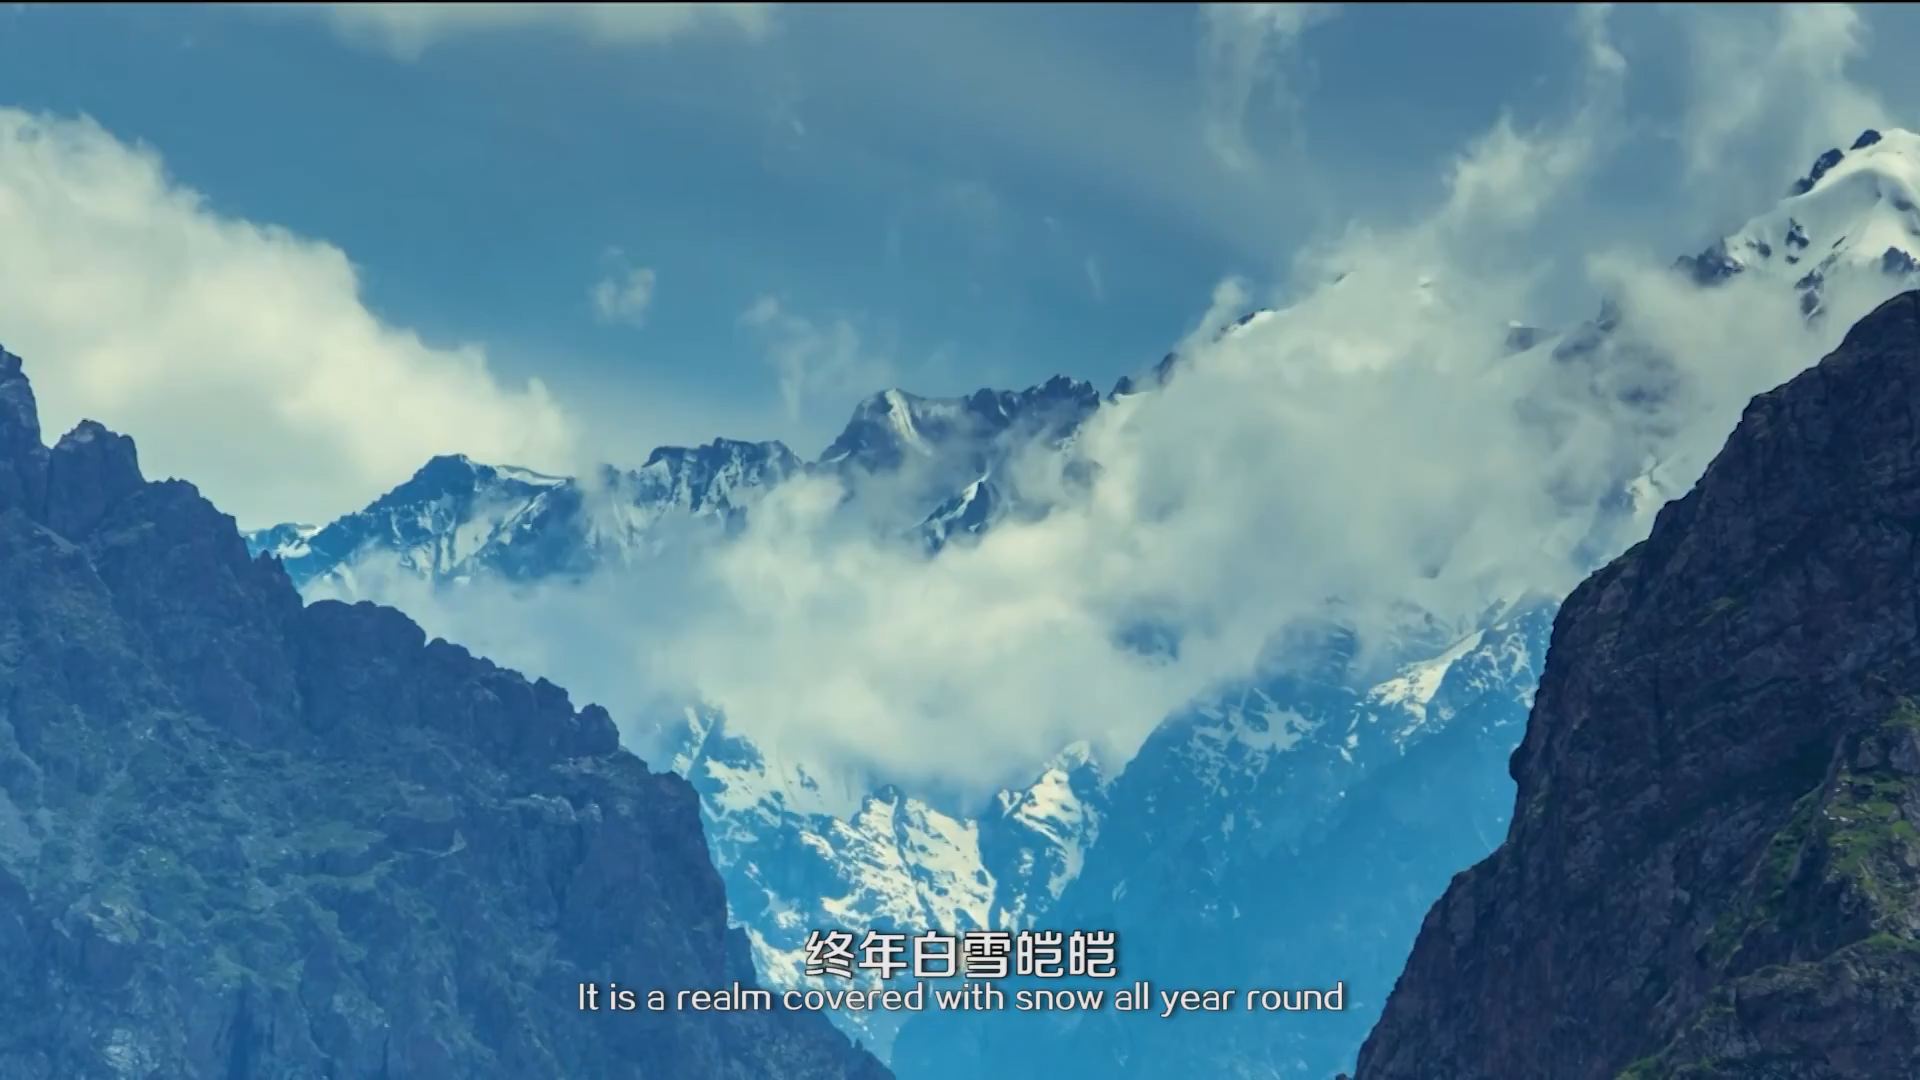 终年白雪皑皑
It is a realm covered with snow all year round